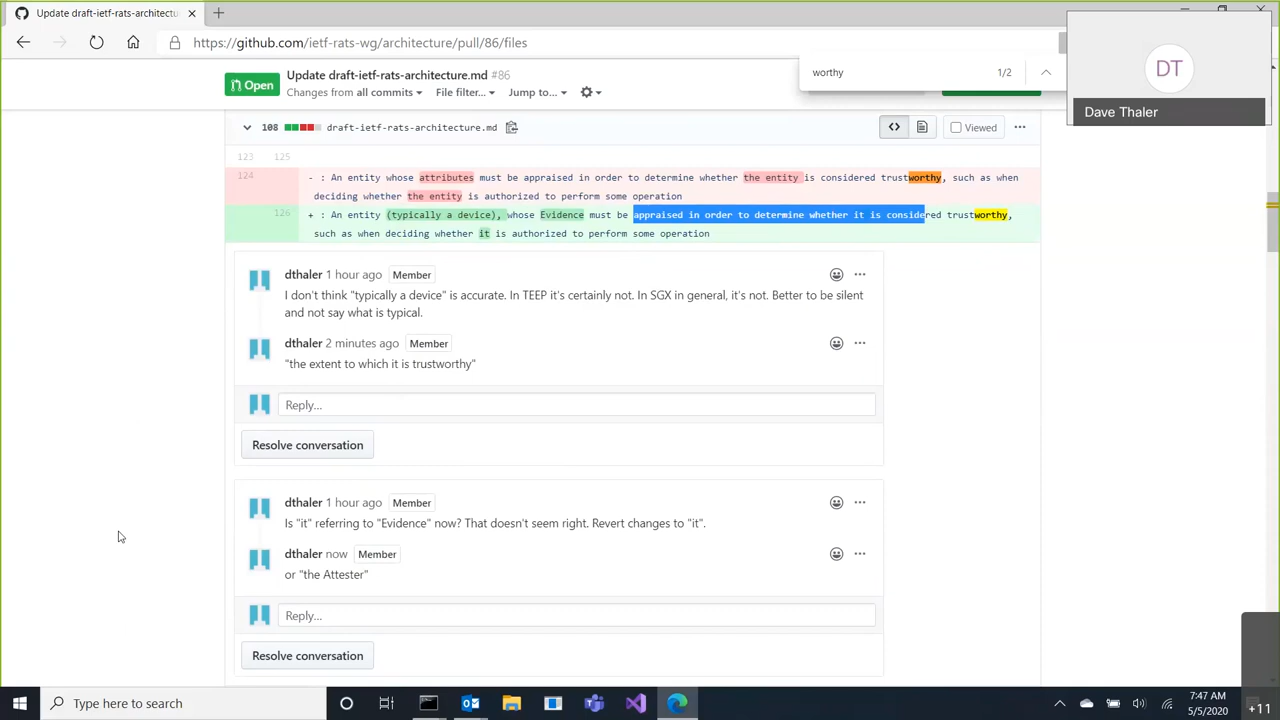 Update draft-ietf-rats-architectur
https://github.com/ietf-rats-wg/architecture/pull/86/files
worthy 1/2
DT
Dave Thaler
Open
Update draft-ietf-rats-architecture.md #86
Changes from all commits File filter... Jump to...
108 draft-ietf-rats-architecture.md
Viewed
123 125
124 - : An entity whose attributes must be appraised in order to determine whether the entity is considered trustworthy, such as when
deciding whether the entity is authorized to perform some operation
126 + : An entity (typically a device), whose Evidence must be appraised in order to determine whether it is considered trustworthy,
such as when deciding whether it is authorized to perform some operation
dthaler 1 hour ago Member
I don't think "typically a device" is accurate. In TEEP it's certainly not. In SGX in general, it's not. Better to be silent
and not say what is typical.
dthaler 2 minutes ago Member
"the extent to which it is trustworthy"
Reply...
Resolve conversation
dthaler 1 hour ago Member
Is "it" referring to "Evidence" now? That doesn't seem right. Revert changes to "it".
dthaler now Member
or "the Attester"
Reply...
Resolve conversation
Type here to search
7:47 AM
5/5/2020
+11